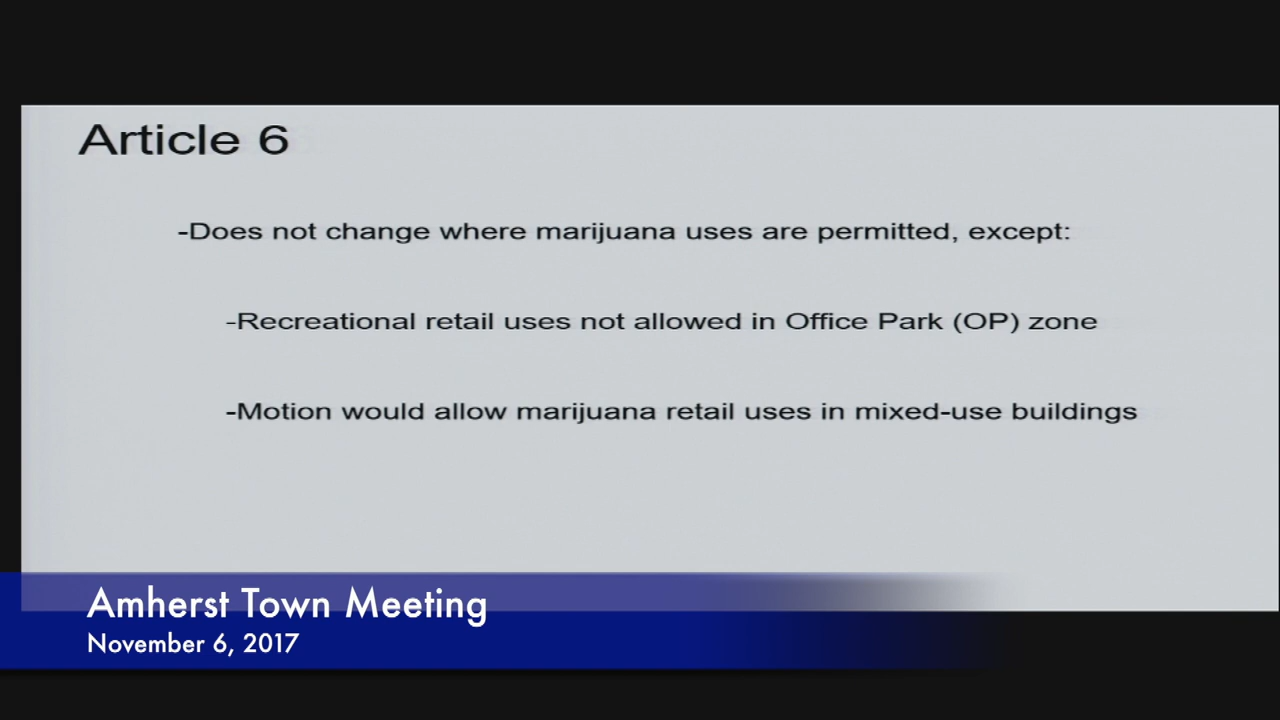 Article 6
-Does not change where marijuana uses are permitted, except:
-Recreational retail uses not allowed in Office Park (OP) zone
-Motion would allow marijuana retail uses in mixed-use buildings
Amherst Town Meeting
November 6, 2017